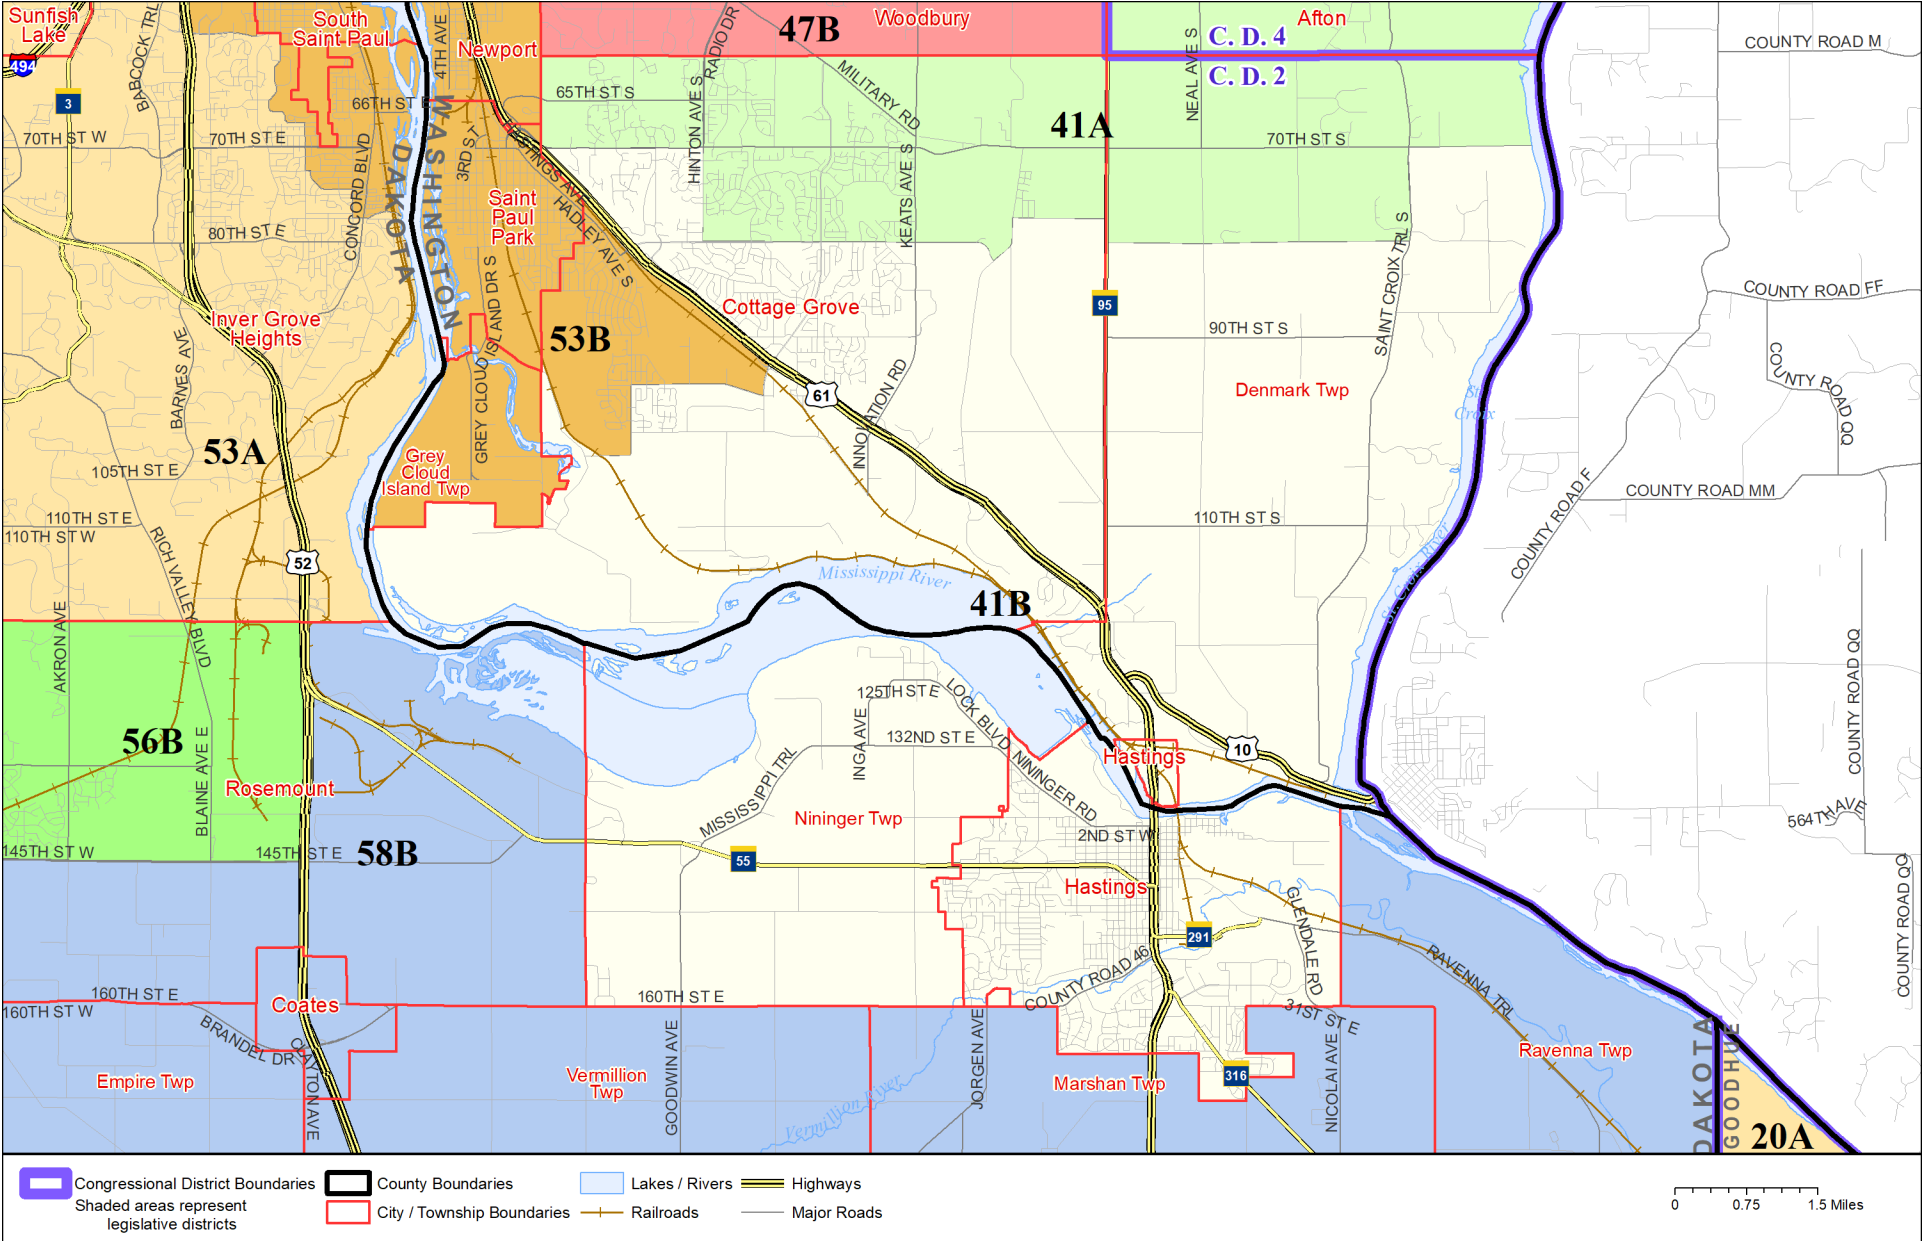 Sunfish
Lake
BABCOCK TRL
South
Saint Paul
4TH AVE
Newport
47B
Woodbury
RADIO DR
C. D. 4
Afton
C. D. 2
NEAL AVE S
COUNTY ROAD M
494
3
66TH ST E
65TH ST S
MILITARY RD
41A
70TH ST W
70TH ST E
70TH ST S
CONCORD BLVD
DAKOTA
WASHINGTON
3RD ST
HASTINGS AVE
HADLEY AVE S
HINTON AVE S
KEATS AVE S
Saint
Paul
Park
80TH ST E
SAINT CROIX TRL S
COUNTY ROAD FF
95
Inver Grove
Heights
GREY CLOUD ISLAND DR S
53B
Cottage Grove
90TH ST S
BARNES AVE
COUNTY ROAD QQ
61
INNOVATION RD
Denmark Twp
St.
Croix
53A
Grey
Cloud
Island Twp
105TH ST E
COUNTY ROAD F
COUNTY ROAD MM
110TH ST E
110TH ST W
110TH ST S
RICH VALLEY BLVD
52
Mississippi River
St. Croix River
41B
AKRON AVE
COUNTY ROAD QQ
125TH ST E
LOCK BLVD
INGA AVE
132ND ST E
NININGER RD
56B
BLAINE AVE E
Hastings
10
Rosemount
MISSISSIPPI TRL
Nininger Twp
2ND ST W
564TH AVE
145TH ST W
145TH ST E
58B
55
Hastings
GLENDALE RD
COUNTY ROAD QQ
291
RAVENNA TRL
COUNTY ROAD 46
160TH ST E
160TH ST W
Coates
160TH ST E
31ST ST E
BRANDEL DR
CLAYTON AVE
GOODWIN AVE
JORGEN AVE
NICOLAI AVE
Ravenna Twp
DAKOTA
GOODHUE
Empire Twp
Vermillion
Twp
Vermillion River
Marshan Twp
316
20A
Congressional District Boundaries
Shaded areas represent
legislative districts
County Boundaries
City / Township Boundaries
Lakes / Rivers
Railroads
Highways
Major Roads
0 0.75 1.5 Miles